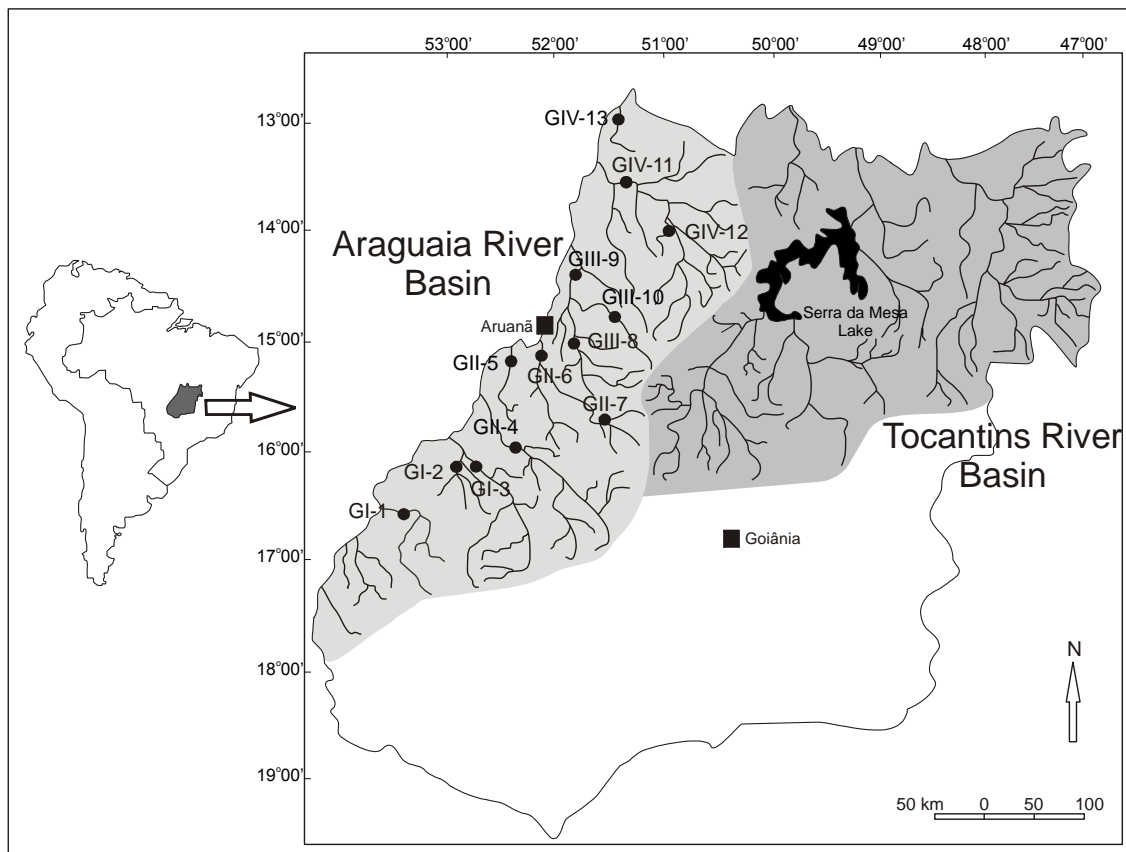 53°00' 52°00' 51°00' 50°00' 49°00' 48°00' 47°00'
13°00'
GIV-13
GIV-11
14°00'
GIV-12
Araguaia River
Basin
GIII-9
GIII-10
Serra da Mesa
Lake
Aruanã
15°00'
GIII-8
GII-5
GII-6
GII-7
GII-4
Tocantins River
Basin
16°00'
GI-2
GI-3
GI-1
Goiânia
17°00'
18°00'
N
19°00'
50 km 0 50 100